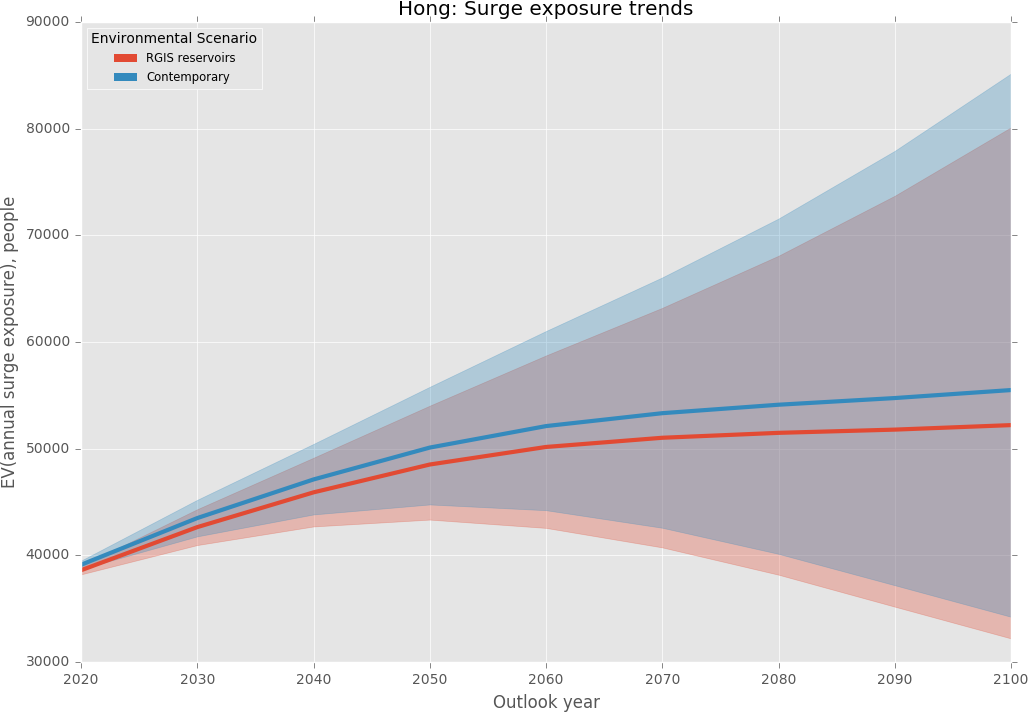 Hong: Surge exposure trends
90000
80000
70000
60000
50000
40000
30000
EV(annual surge exposure), people
Environmental Scenario
RGIS reservoirs
Contemporary
2020 2030 2040 2050 2060 2070 2080 2090 2100
Outlook year